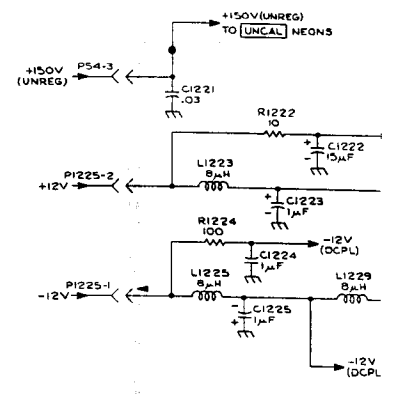 +150V (UNREG)
TO UNCAL NEONS
+150V
(UNREG)
P54-3
C1221
.03
R1222
10
+
-
C1222
15µF
P1225-2
+12V
L1223
8µH
+
-
C1223
1µF
R1224
100
-12V
(DCPL)
C1224
1µF
P1225-1
-12V
L1225
8µH
L1229
8µH
-
+
C1225
1µF
-12V
(DCPL